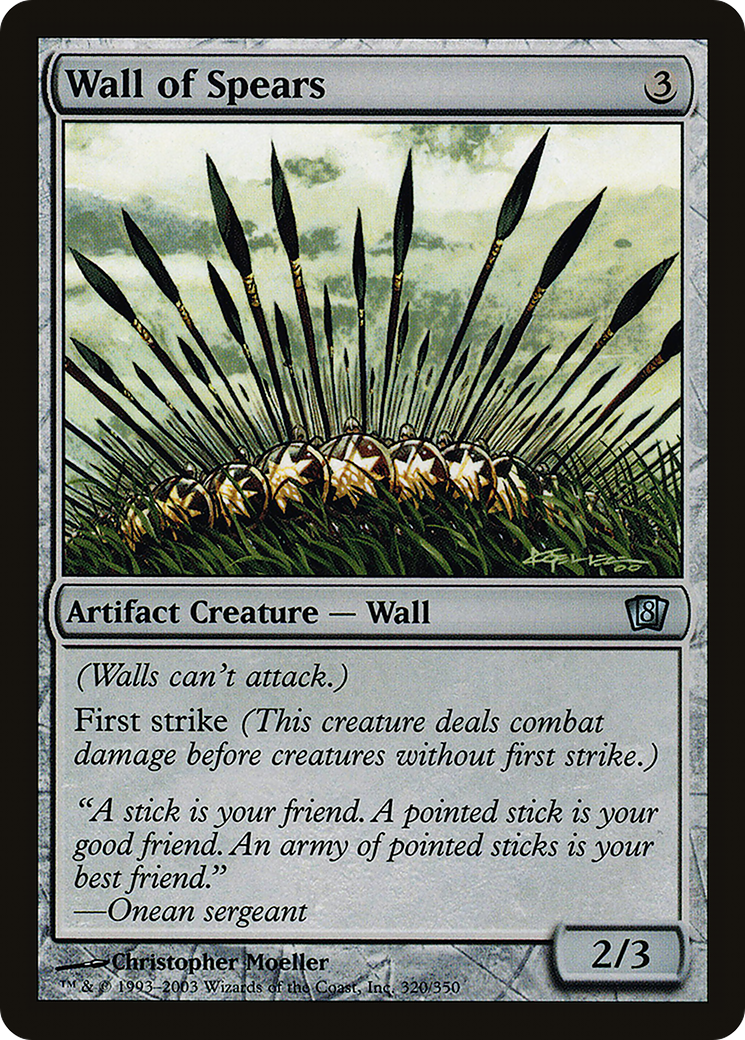 Wall of Spears
3
Artifact Creature — Wall
8
(Walls can't attack.)
First strike (This creature deals combat
damage before creatures without first strike.)
“A stick is your friend. A pointed stick is your
good friend. An army of pointed sticks is your
best friend.”
—Onean sergeant
2/3
Christopher Moeller
™ & © 1993–2003 Wizards of the Coast, Inc. 320/350